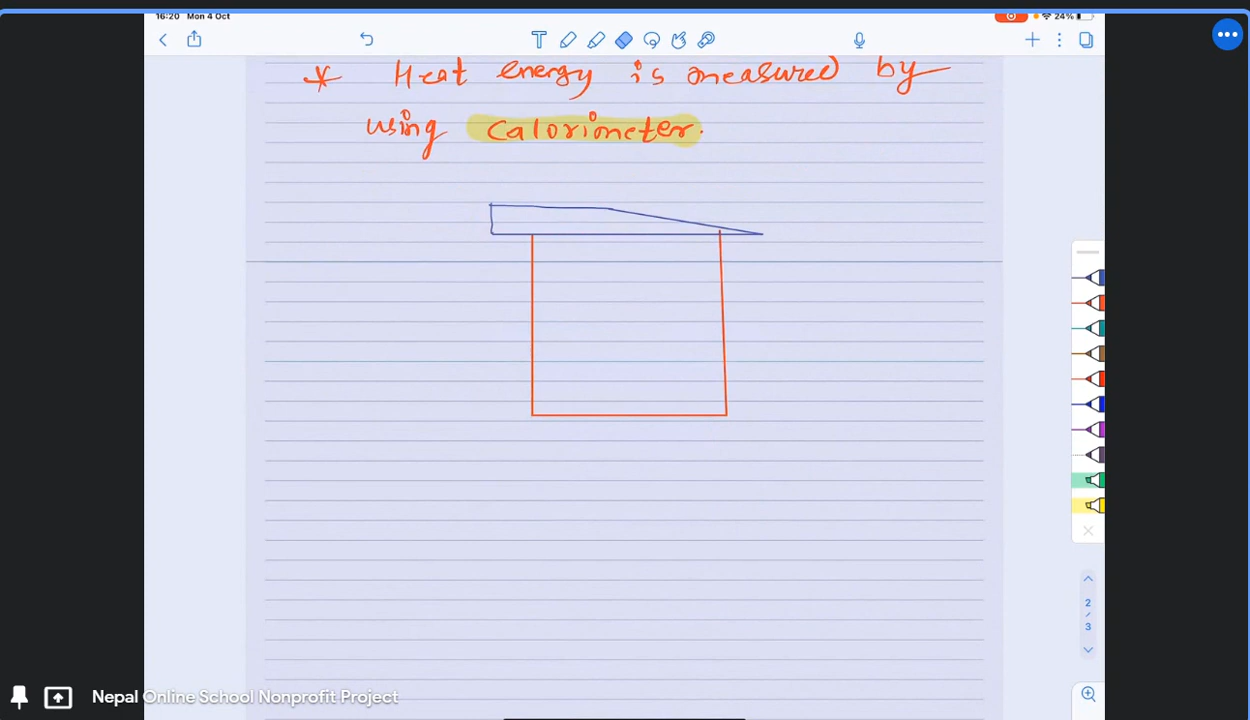 16:20 Mon 4 Oct
24%
T
* Heat energy is measured by
using calorimeter.
2
/
3
Nepal Online School Nonprofit Project